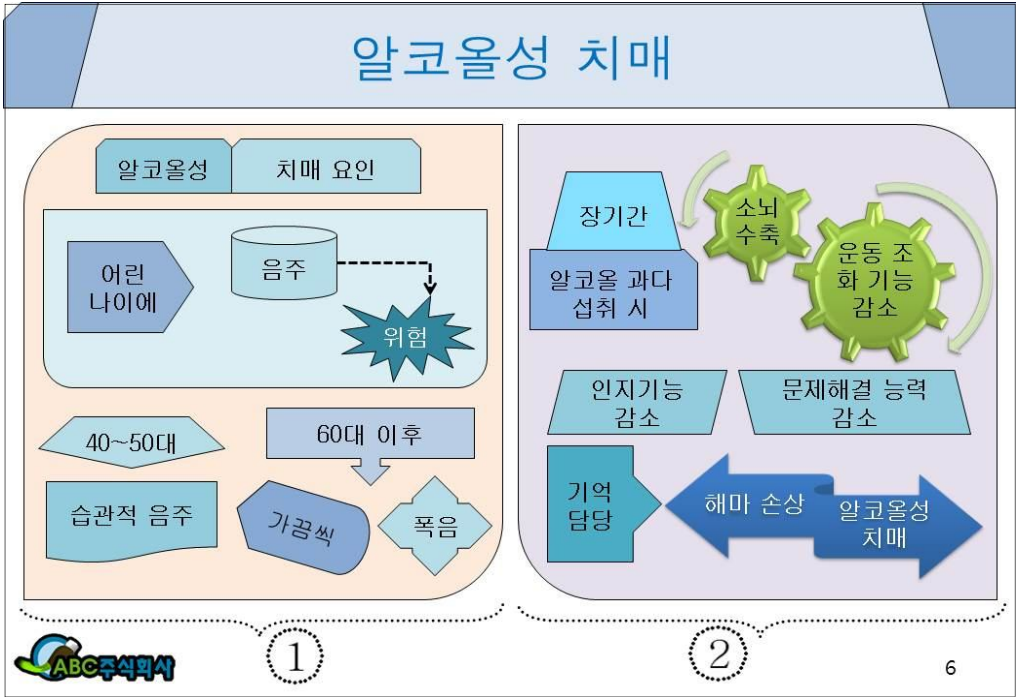 알코올성 치매
알코올성
치매 요인
어린
나이에
음주
위험
40~50대
60대 이후
습관적 음주
가끔씩
폭음
장기간
알코올 과다
섭취 시
소뇌
수축
운동 조
화 기능
감소
인지기능
감소
문제해결 능력
감소
기억
담당
해마 손상
알코올성
치매
1
2
ABC주식회사
6